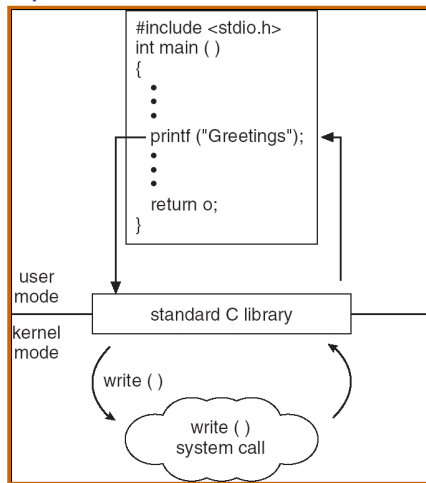 #include <stdio.h>
int main ( )
{
•
•
•
printf ("Greetings");
•
•
•
return o;
}
user
mode
standard C library
kernel
mode
write ( )
write ( )
system call